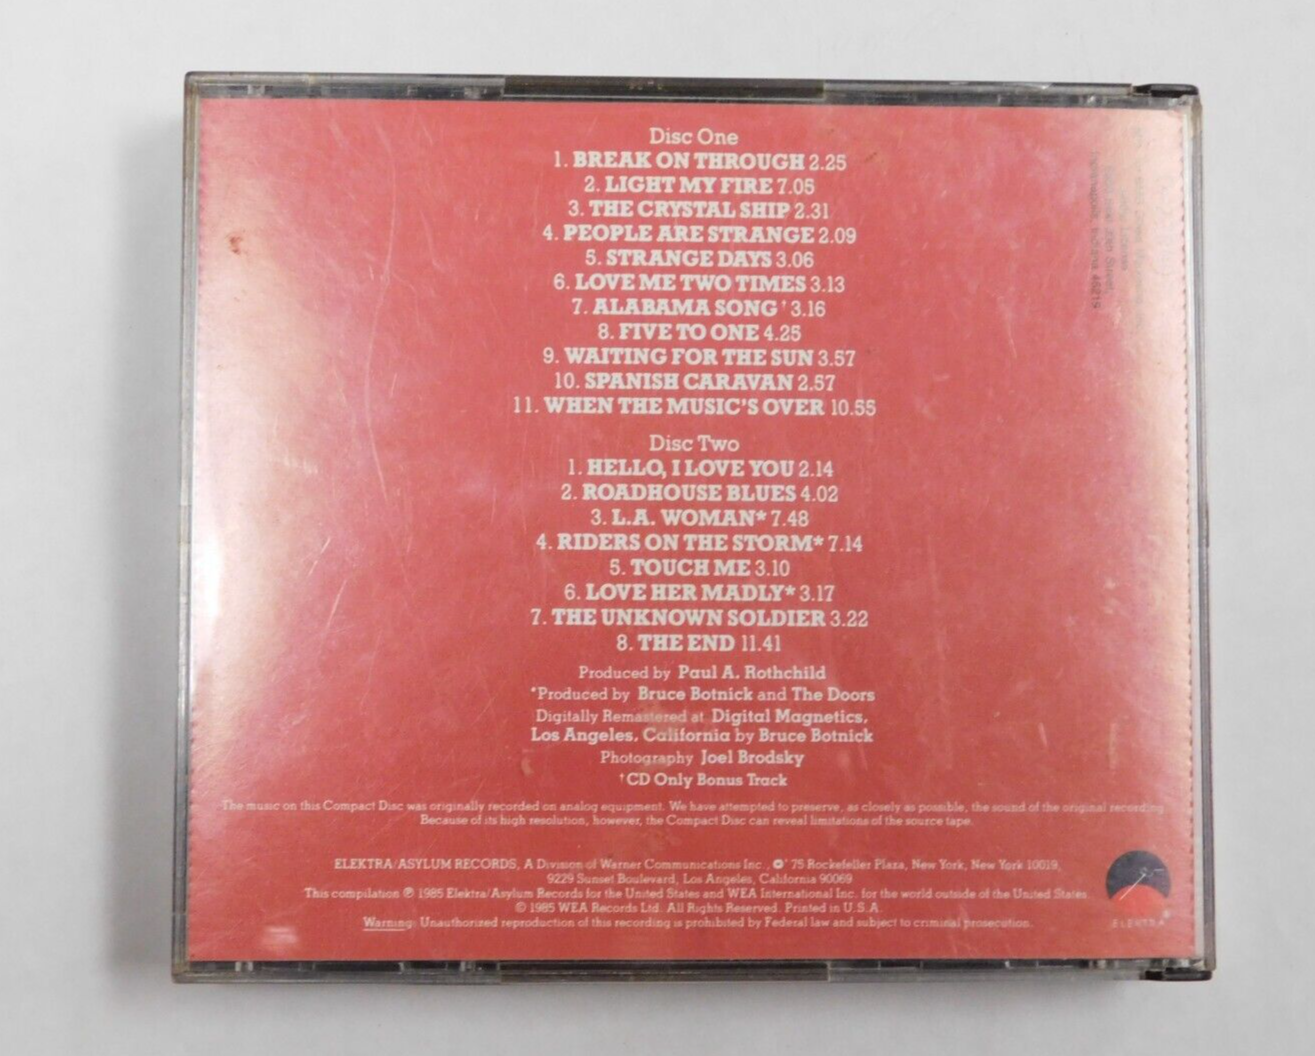 Disc One
1. BREAK ON THROUGH 2.25
2. LIGHT MY FIRE 7.05
3. THE CRYSTAL SHIP 2.31
4. PEOPLE ARE STRANGE 2.09
5. STRANGE DAYS 3.06
6. LOVE ME TWO TIMES 3.13
7. ALABAMA SONG † 3.16
8. FIVE TO ONE 4.25
9. WAITING FOR THE SUN 3.57
10. SPANISH CARAVAN 2.57
11. WHEN THE MUSIC'S OVER 10.55
Disc Two
1. HELLO, I LOVE YOU 2.14
2. ROADHOUSE BLUES 4.02
3. L.A. WOMAN* 7.48
4. RIDERS ON THE STORM* 7.14
5. TOUCH ME 3.10
6. LOVE HER MADLY* 3.17
7. THE UNKNOWN SOLDIER 3.22
8. THE END 11.41
Produced by Paul A. Rothchild
*Produced by Bruce Botnick and The Doors
Digitally Remastered at Digital Magnetics,
Los Angeles, California by Bruce Botnick
Photography Joel Brodsky
†CD Only Bonus Track
The music on this Compact Disc was originally recorded on analog equipment. We have attempted to preserve, as closely as possible, the sound of the original recording.
Because of its high resolution, however, the Compact Disc can reveal limitations of the source tape.
ELEKTRA/ASYLUM RECORDS, A Division of Warner Communications Inc., 75 Rockefeller Plaza, New York, New York 10019,
9229 Sunset Boulevard, Los Angeles, California 90069
This compilation ℗ 1985 Elektra/Asylum Records for the United States and WEA International Inc. for the world outside of the United States.
© 1985 WEA Records Ltd. All Rights Reserved. Printed in U.S.A.
Warning: Unauthorized reproduction of this recording is prohibited by Federal law and subject to criminal prosecution.
ELEKTRA
Indiana 46219